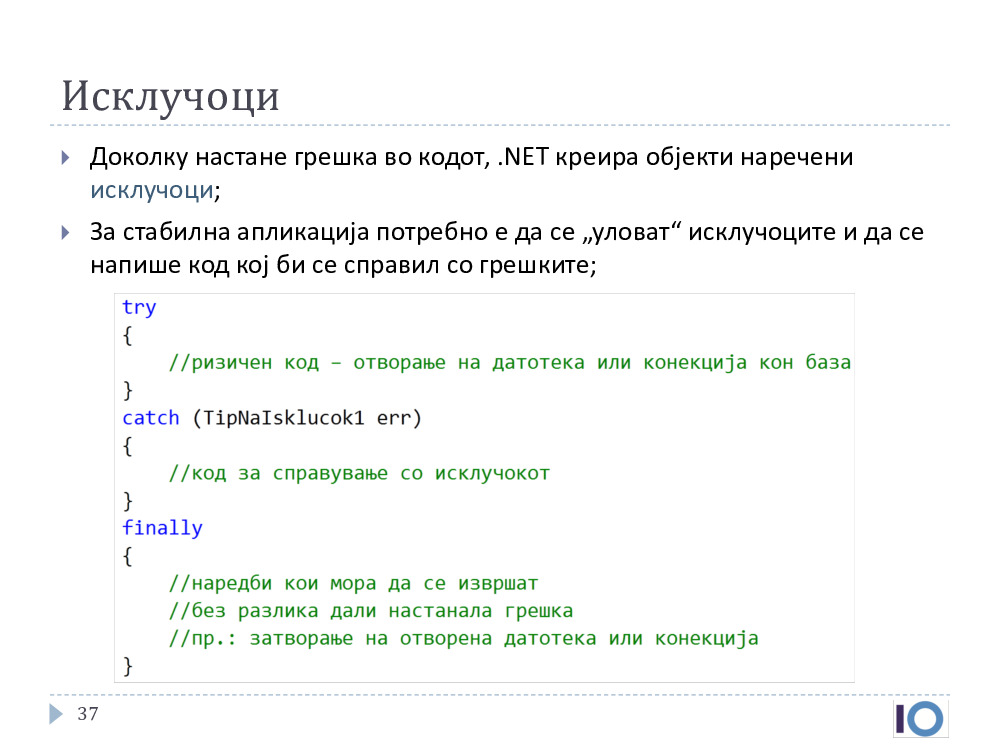 Исклучоци
Доколку настане грешка во кодот, .NET креира објекти наречени
исклучоци;
За стабилна апликација потребно е да се „уловат“ исклучоците и да се
напише код кој би се справил со грешките;
try
{
    //ризичен код – отворање на датотека или конекција кон база
}
catch (TipNaIsklucok1 err)
{
    //код за справување со исклучокот
}
finally
{
    //наредби кои мора да се извршат
    //без разлика дали настанала грешка
    //пр.: затворање на отворена датотека или конекција
}
37
IO